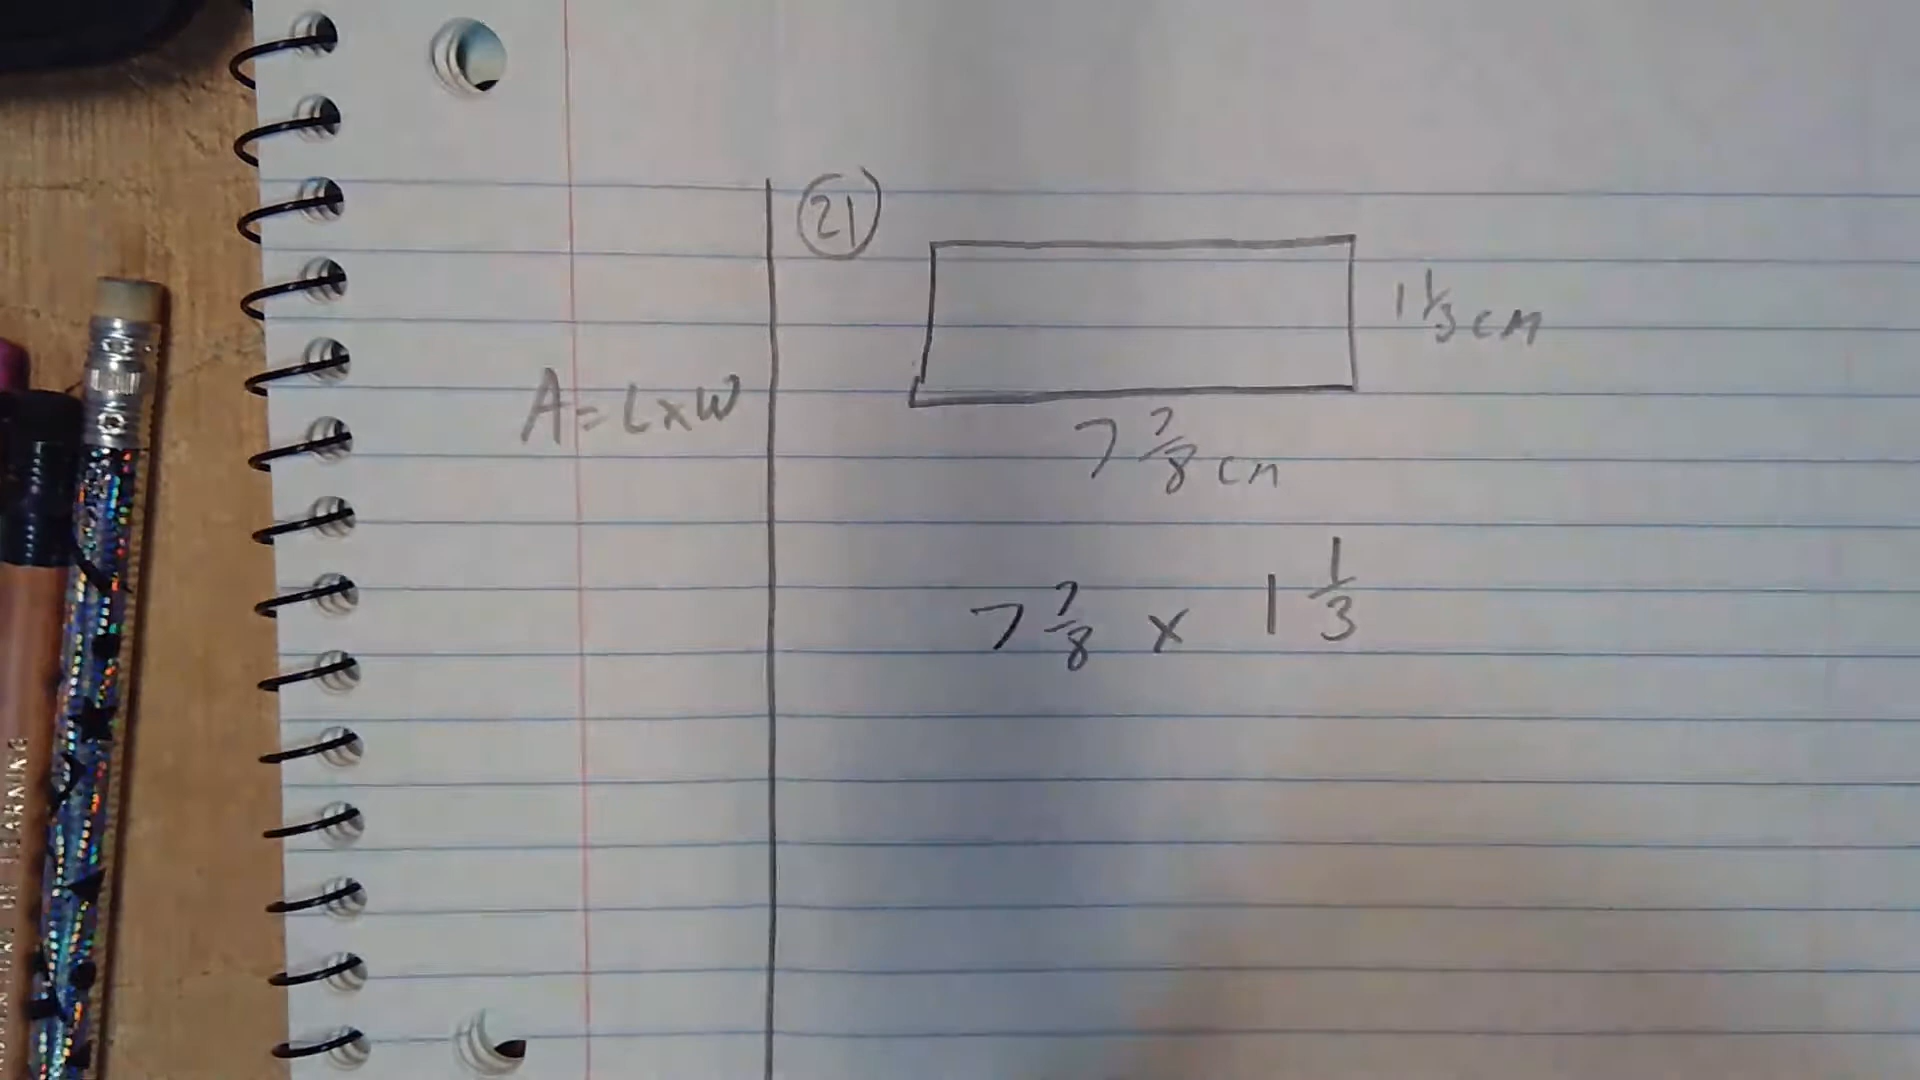 21
1 1/3 cm
A = L x W
7 7/8 cm
7 7/8 x 1 1/3